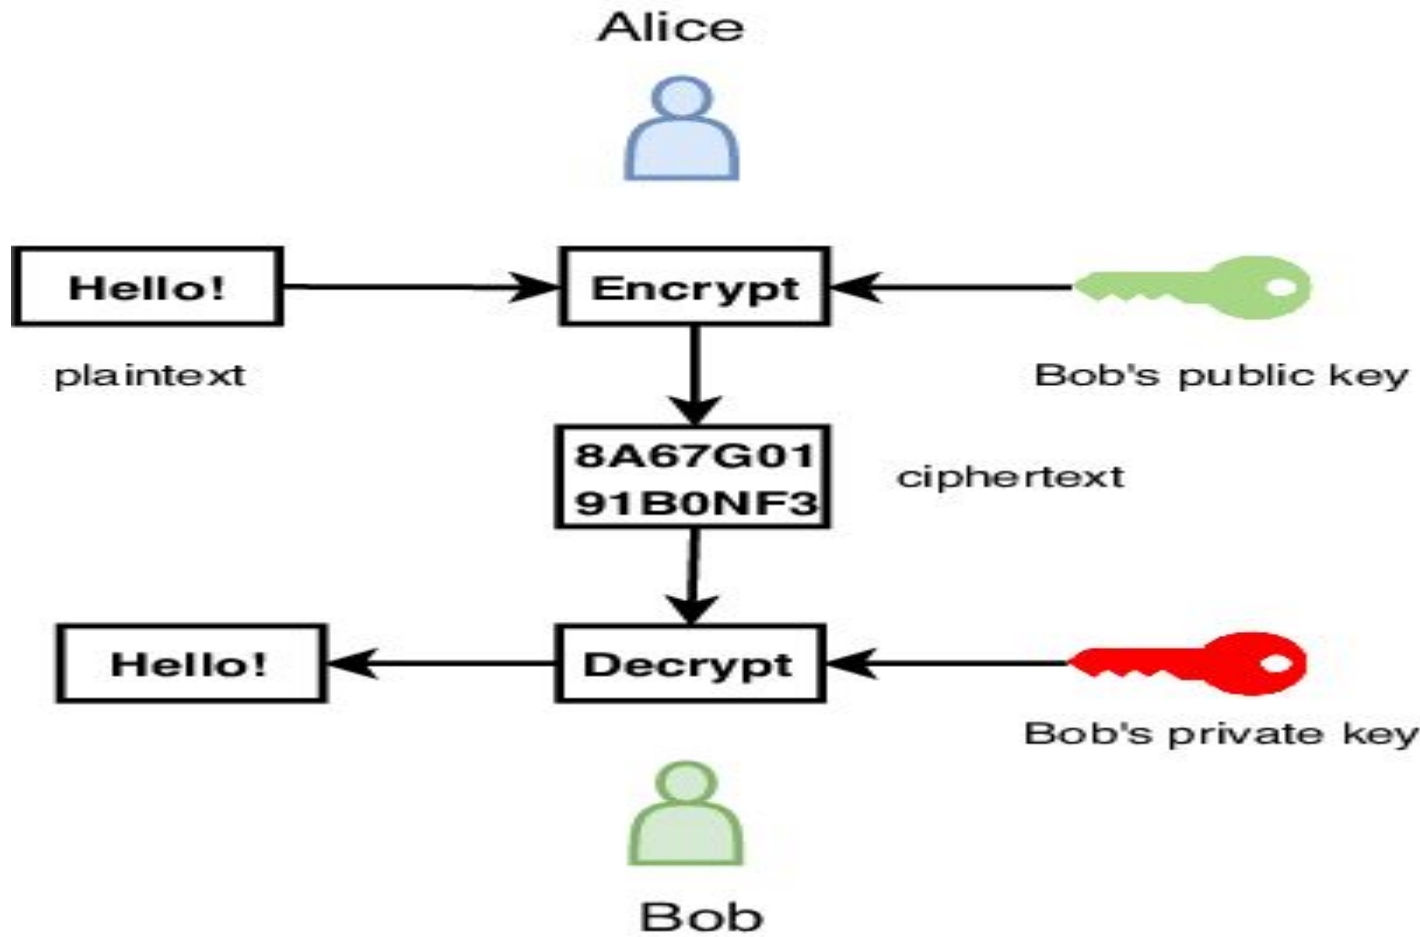 Alice
Hello!
Encrypt
plaintext
Bob's public key
8A67G01
91B0NF3
ciphertext
Hello!
Decrypt
Bob's private key
Bob